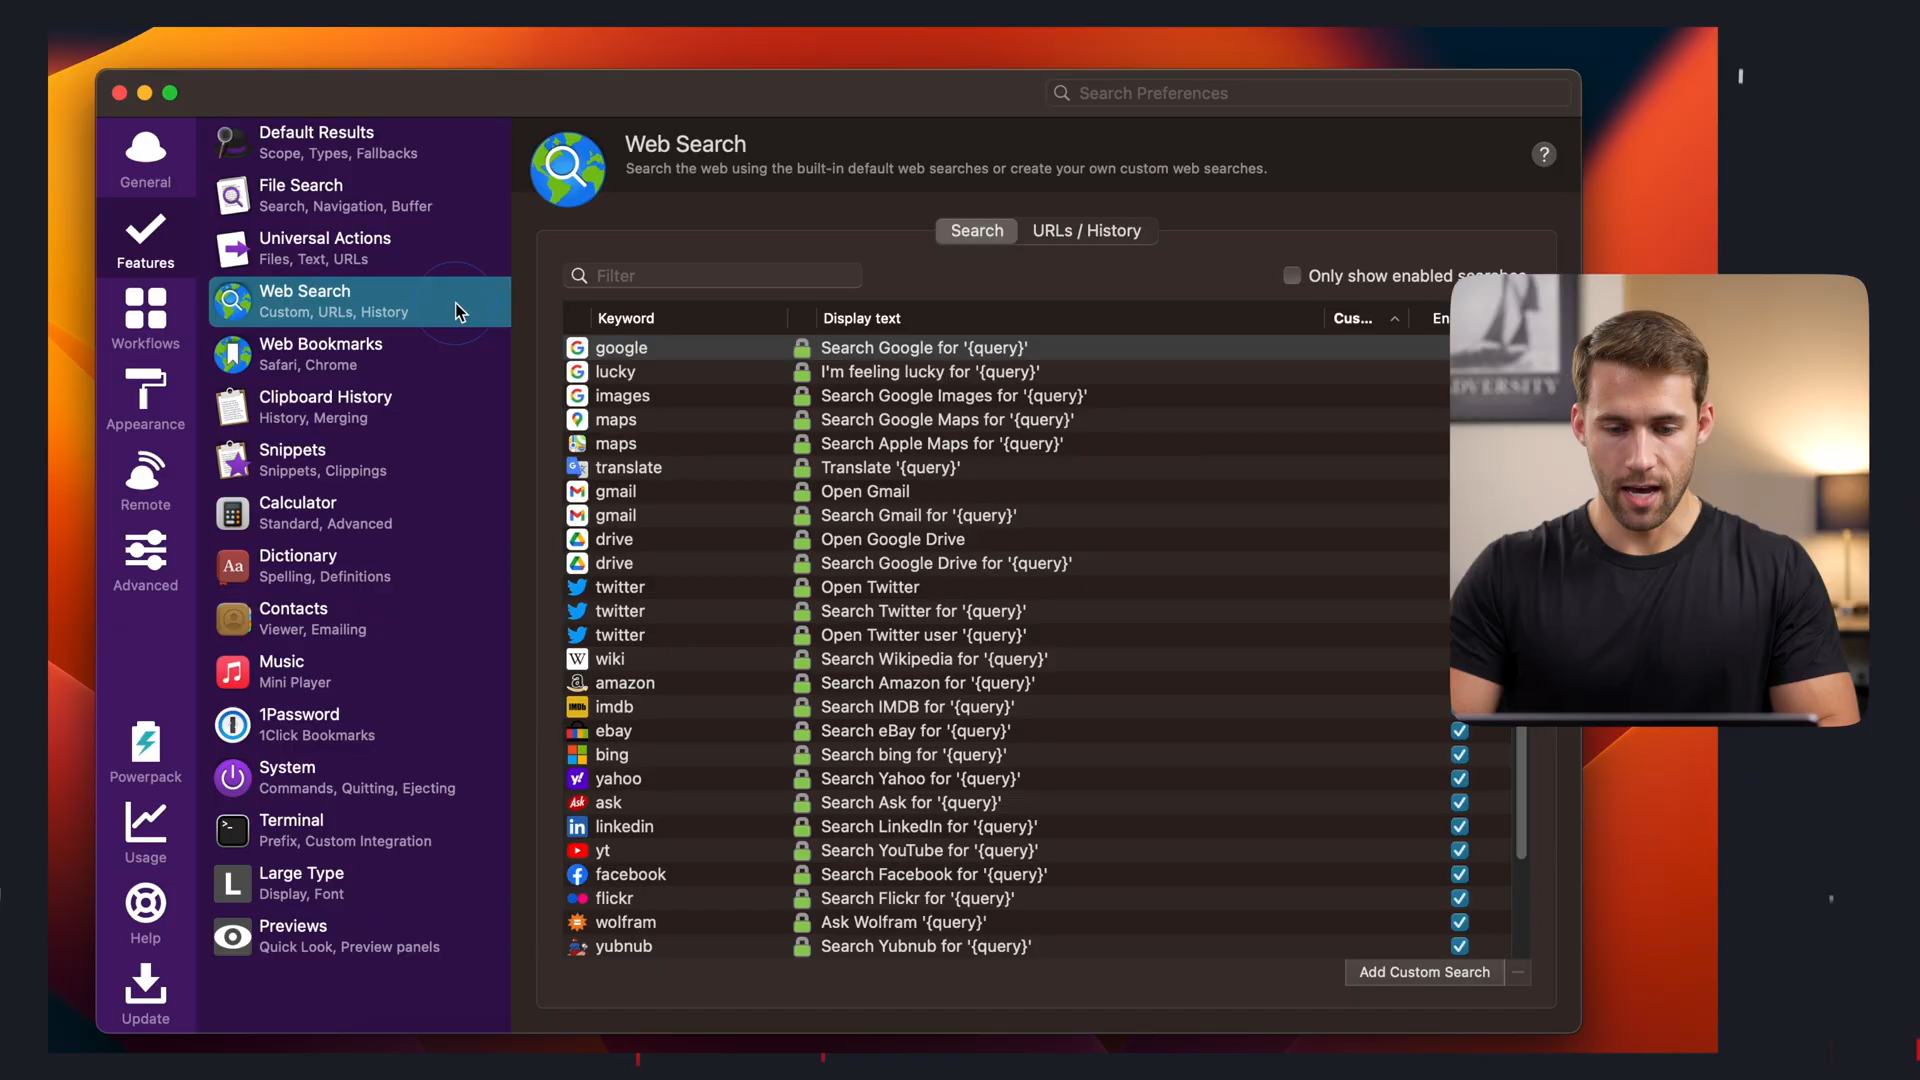 Search Preferences
General
Features
Workflows
Appearance
Remote
Advanced
Powerpack
Usage
Help
Update
Default Results
Scope, Types, Fallbacks
File Search
Search, Navigation, Buffer
Universal Actions
Files, Text, URLs
Web Search
Custom, URLs, History
Web Bookmarks
Safari, Chrome
Clipboard History
History, Merging
Snippets
Snippets, Clippings
Calculator
Standard, Advanced
Aa
Dictionary
Spelling, Definitions
Contacts
Viewer, Emailing
Music
Mini Player
1Password
1Click Bookmarks
System
Commands, Quitting, Ejecting
Terminal
Prefix, Custom Integration
L
Large Type
Display, Font
Previews
Quick Look, Preview panels
Web Search
Search the web using the built-in default web searches or create your own custom web searches.
?
Search URLs / History
Filter
Only show enabled searches
Keyword Display text Cus... En
google Search Google for '{query}'
lucky I'm feeling lucky for '{query}'
images Search Google Images for '{query}'
maps Search Google Maps for '{query}'
maps Search Apple Maps for '{query}'
translate Translate '{query}'
gmail Open Gmail
gmail Search Gmail for '{query}'
drive Open Google Drive
drive Search Google Drive for '{query}'
twitter Open Twitter
twitter Search Twitter for '{query}'
twitter Open Twitter user '{query}'
W wiki Search Wikipedia for '{query}'
amazon Search Amazon for '{query}'
IMDb imdb Search IMDB for '{query}'
ebay Search eBay for '{query}'
bing Search bing for '{query}'
y! yahoo Search Yahoo for '{query}'
Ask ask Search Ask for '{query}'
in linkedin Search LinkedIn for '{query}'
yt Search YouTube for '{query}'
facebook Search Facebook for '{query}'
flickr Search Flickr for '{query}'
wolfram Ask Wolfram '{query}'
yubnub Search Yubnub for '{query}'
Add Custom Search
DVERSITY